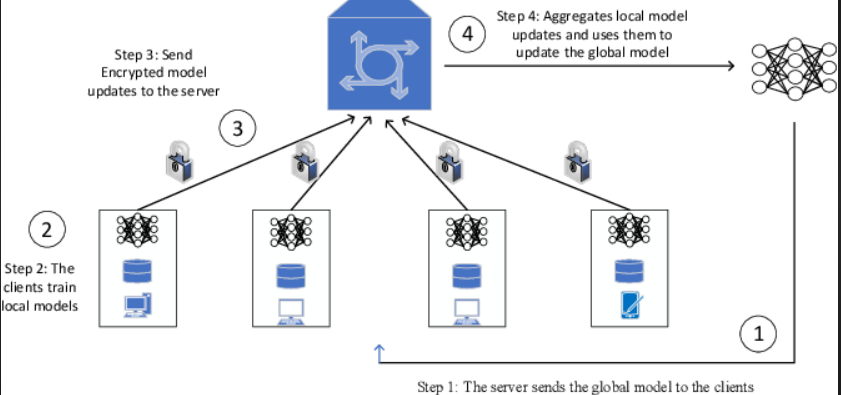 Step 4: Aggregates local model
updates and uses them to
update the global model
4
Step 3: Send
Encrypted model
updates to the server
3
2
Step 2: The
clients train
local models
1
Step 1: The server sends the global model to the clients